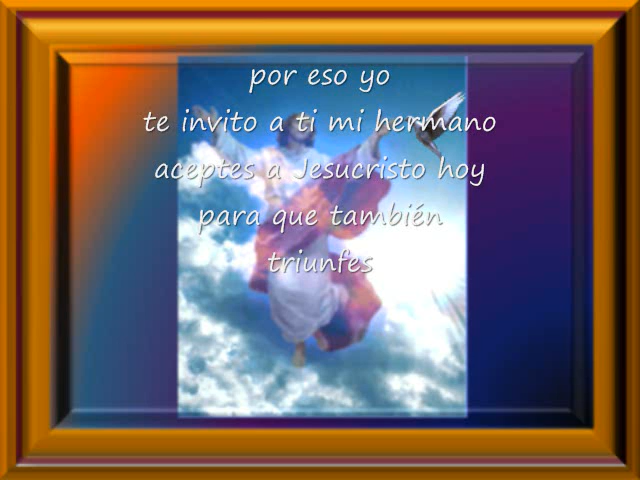 por eso yo
te invito a ti mi hermano
aceptes a Jesucristo hoy
para que también
triunfes